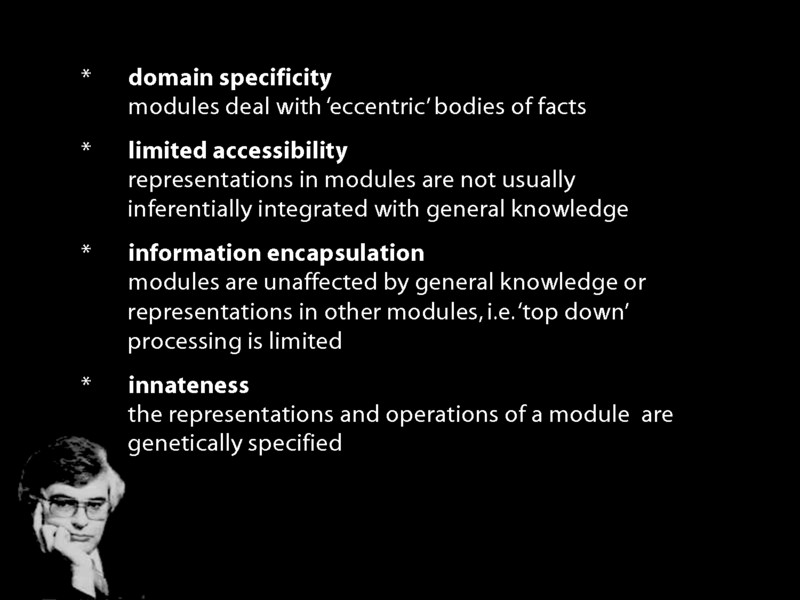 * domain specificity
modules deal with ‘eccentric’ bodies of facts
* limited accessibility
representations in modules are not usually
inferentially integrated with general knowledge
* information encapsulation
modules are unaffected by general knowledge or
representations in other modules, i.e. ‘top down’
processing is limited
* innateness
the representations and operations of a module are
genetically specified